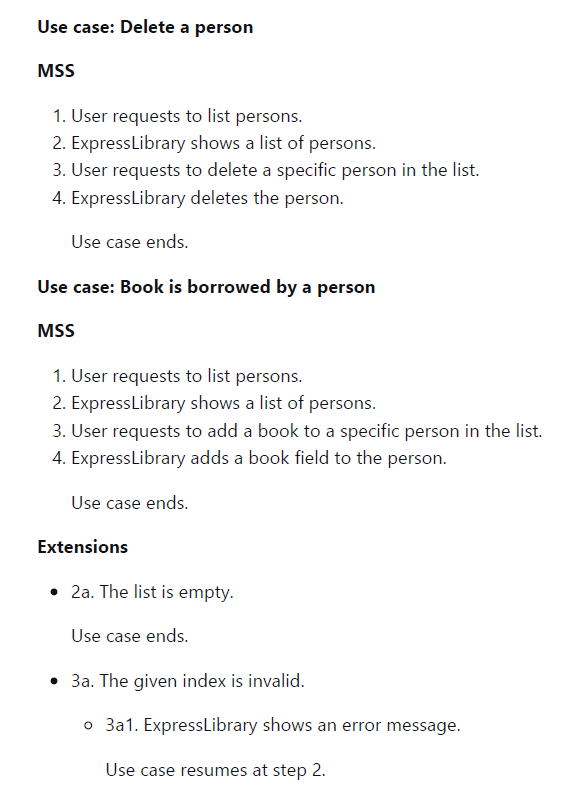 Use case: Delete a person
MSS
1. User requests to list persons.
2. ExpressLibrary shows a list of persons.
3. User requests to delete a specific person in the list.
4. ExpressLibrary deletes the person.
Use case ends.
Use case: Book is borrowed by a person
MSS
1. User requests to list persons.
2. ExpressLibrary shows a list of persons.
3. User requests to add a book to a specific person in the list.
4. ExpressLibrary adds a book field to the person.
Use case ends.
Extensions
• 2a. The list is empty.
Use case ends.
• 3a. The given index is invalid.
◦ 3a1. ExpressLibrary shows an error message.
Use case resumes at step 2.